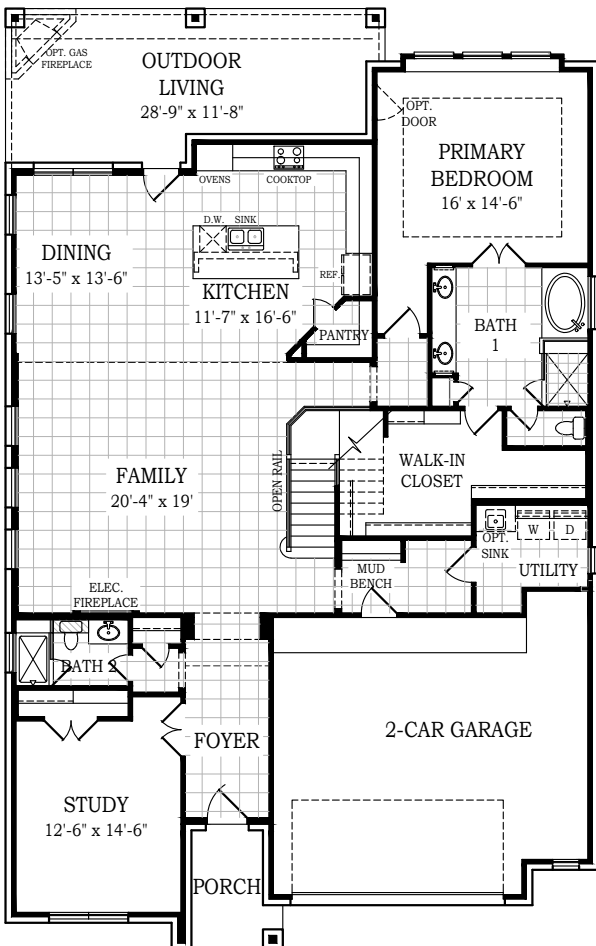 OPT. GAS
FIREPLACE
OUTDOOR
LIVING
28'-9" x 11'-8"
OPT.
DOOR
PRIMARY
BEDROOM
16' x 14'-6"
OVENS
COOKTOP
D.W.
SINK
DINING
13'-5" x 13'-6"
REF.
KITCHEN
11'-7" x 16'-6"
PANTRY
BATH
1
FAMILY
20'-4" x 19'
OPEN RAIL
WALK-IN
CLOSET
OPT.
SINK
W
D
UTILITY
MUD
BENCH
ELEC.
FIREPLACE
BATH 2
FOYER
2-CAR GARAGE
STUDY
12'-6" x 14'-6"
PORCH